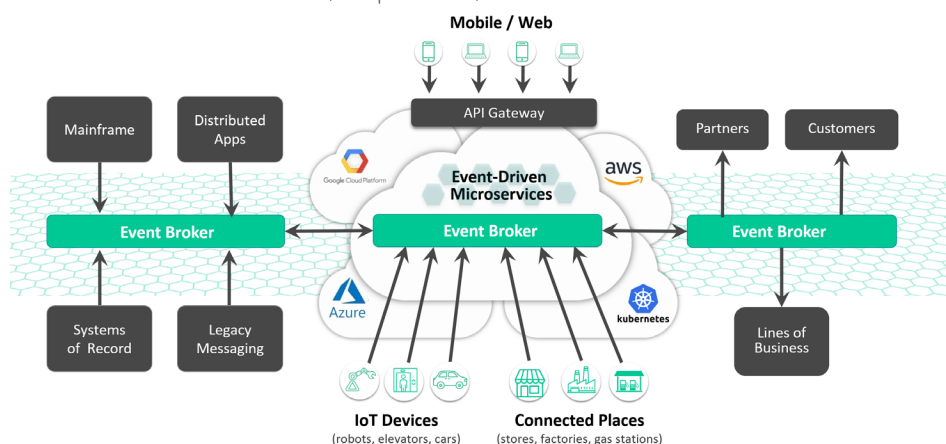 Mobile / Web
API Gateway
Mainframe
Distributed
Apps
Partners
Customers
Google Cloud Platform
aws
Event-Driven
Microservices
Event Broker
Event Broker
Event Broker
Azure
kubernetes
Systems
of Record
Legacy
Messaging
Lines of
Business
IoT Devices
(robots, elevators, cars)
Connected Places
(stores, factories, gas stations)